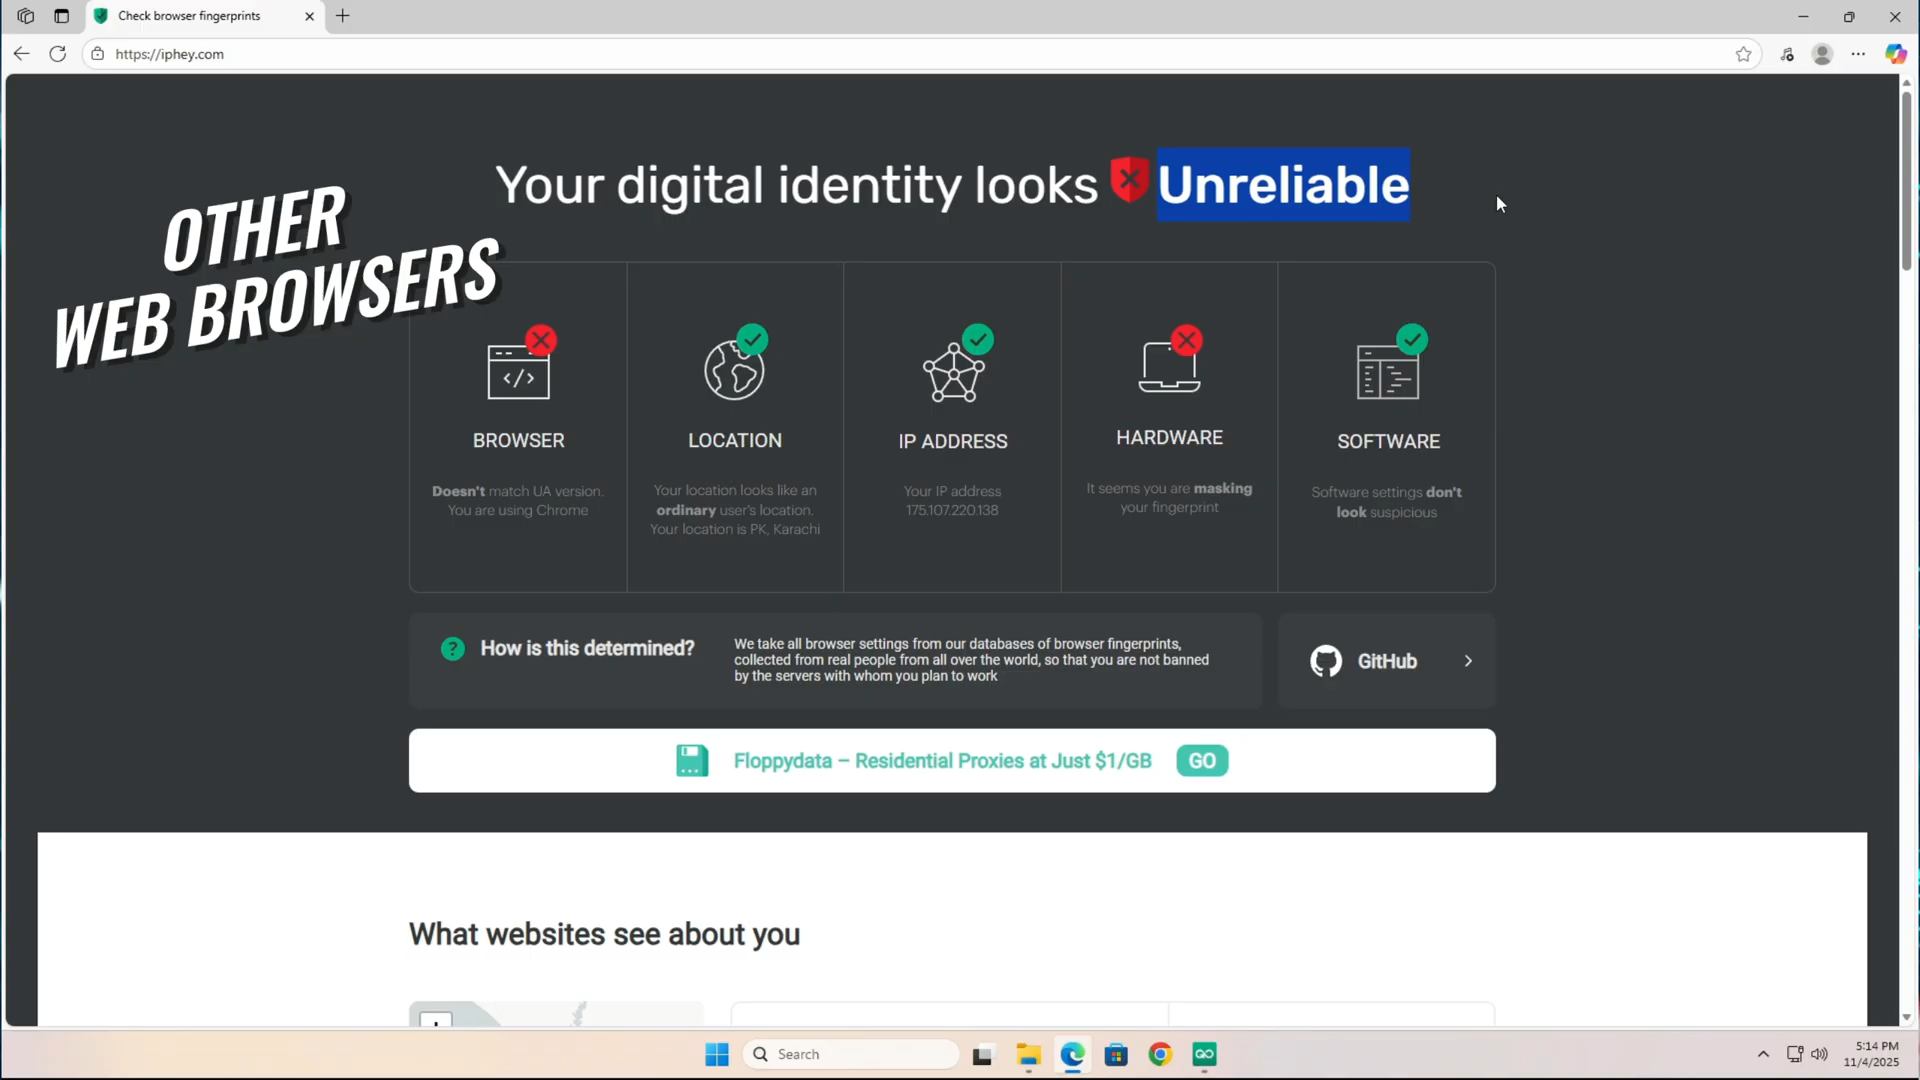 Check browser fingerprints
https://iphey.com
Your digital identity looks Unreliable
OTHER
WEB BROWSERS
BROWSER
Doesn't match UA version.
You are using Chrome
LOCATION
Your location looks like an
ordinary user's location.
Your location is PK, Karachi
IP ADDRESS
Your IP address
175.107.220.138
HARDWARE
It seems you are masking
your fingerprint
SOFTWARE
Software settings don't
look suspicious
? How is this determined?
We take all browser settings from our databases of browser fingerprints,
collected from real people from all over the world, so that you are not banned
by the servers with whom you plan to work
GitHub
Floppydata – Residential Proxies at Just $1/GB
GO
What websites see about you
Search
5:14 PM
11/4/2025